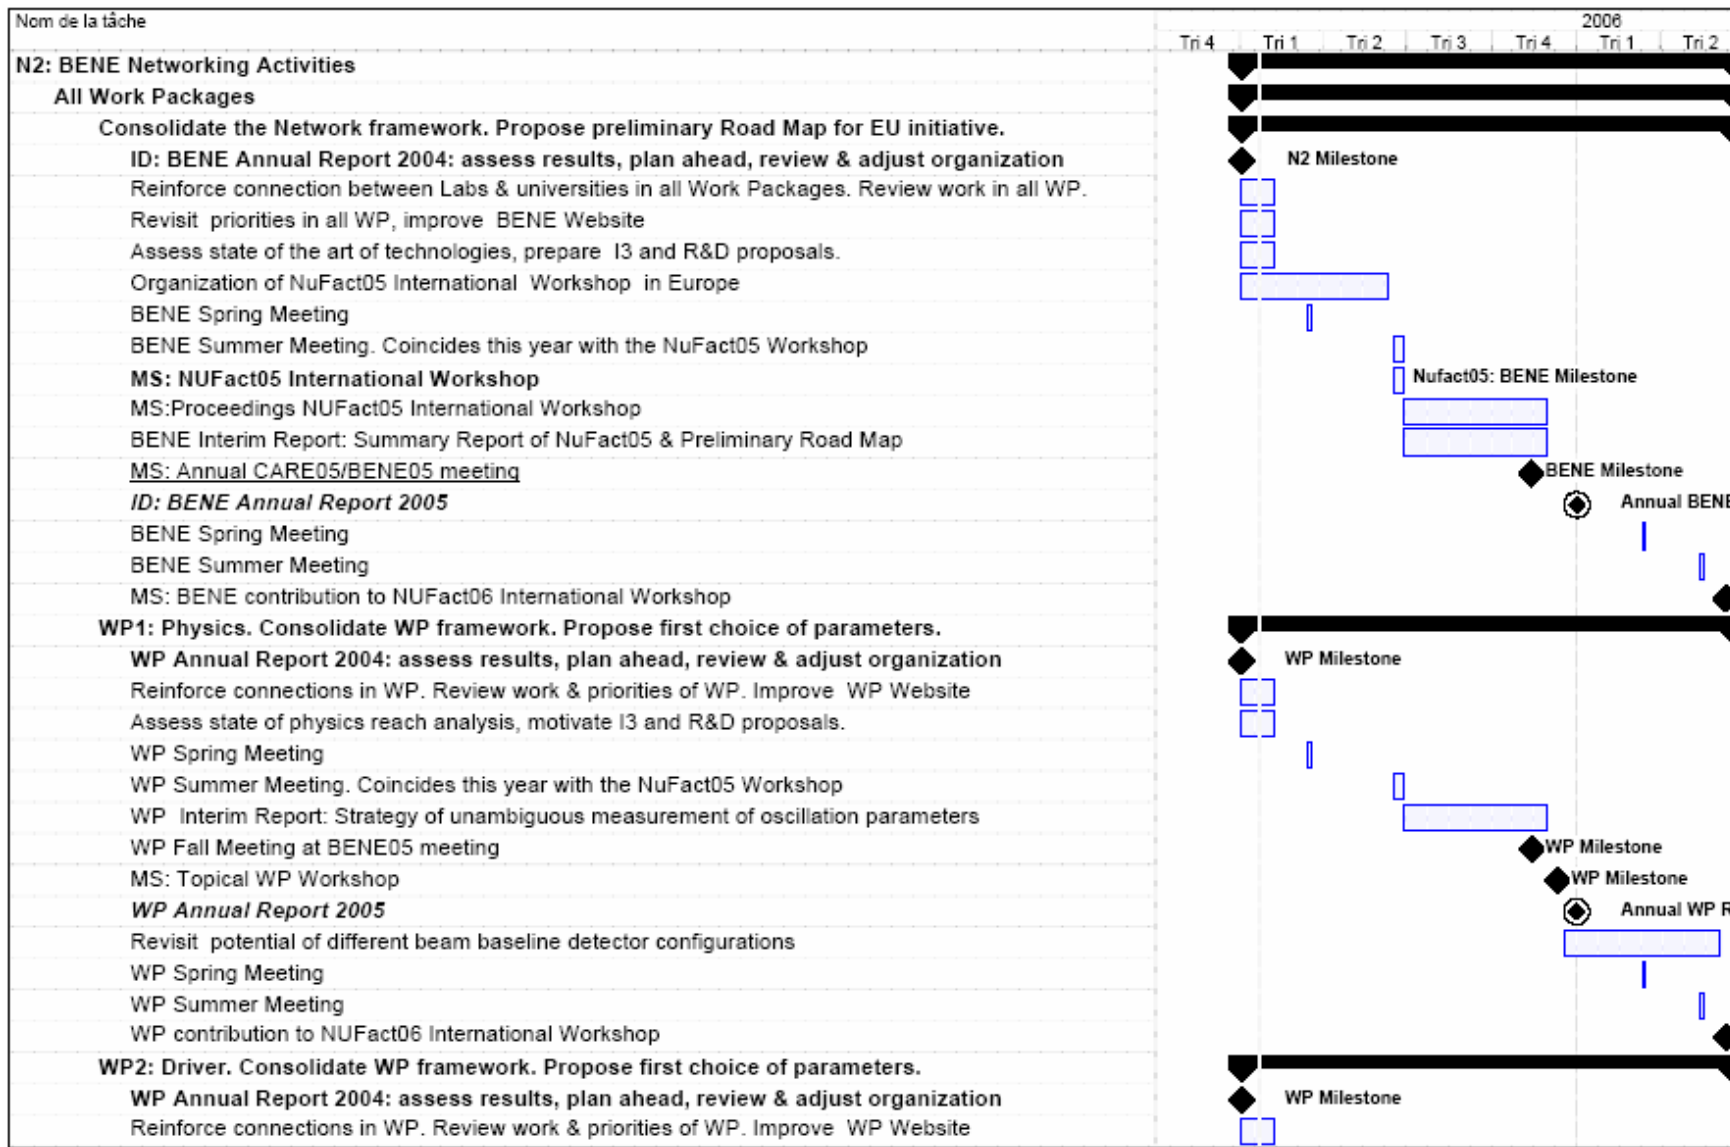 Nom de la tâche
2006
Tri 4 Tri 1 Tri 2 Tri 3 Tri 4 Tri 1 Tri 2
N2: BENE Networking Activities
All Work Packages
Consolidate the Network framework. Propose preliminary Road Map for EU initiative.
ID: BENE Annual Report 2004: assess results, plan ahead, review & adjust organization N2 Milestone
Reinforce connection between Labs & universities in all Work Packages. Review work in all WP.
Revisit priorities in all WP, improve BENE Website
Assess state of the art of technologies, prepare I3 and R&D proposals.
Organization of NuFact05 International Workshop in Europe
BENE Spring Meeting
BENE Summer Meeting. Coincides this year with the NuFact05 Workshop
MS: NUFact05 International Workshop Nufact05: BENE Milestone
MS:Proceedings NUFact05 International Workshop
BENE Interim Report: Summary Report of NuFact05 & Preliminary Road Map
MS: Annual CARE05/BENE05 meeting BENE Milestone
ID: BENE Annual Report 2005 Annual BENE
BENE Spring Meeting
BENE Summer Meeting
MS: BENE contribution to NUFact06 International Workshop
WP1: Physics. Consolidate WP framework. Propose first choice of parameters.
WP Annual Report 2004: assess results, plan ahead, review & adjust organization WP Milestone
Reinforce connections in WP. Review work & priorities of WP. Improve WP Website
Assess state of physics reach analysis, motivate I3 and R&D proposals.
WP Spring Meeting
WP Summer Meeting. Coincides this year with the NuFact05 Workshop
WP Interim Report: Strategy of unambiguous measurement of oscillation parameters
WP Fall Meeting at BENE05 meeting WP Milestone
MS: Topical WP Workshop WP Milestone
WP Annual Report 2005 Annual WP R
Revisit potential of different beam baseline detector configurations
WP Spring Meeting
WP Summer Meeting
WP contribution to NUFact06 International Workshop
WP2: Driver. Consolidate WP framework. Propose first choice of parameters.
WP Annual Report 2004: assess results, plan ahead, review & adjust organization WP Milestone
Reinforce connections in WP. Review work & priorities of WP. Improve WP Website